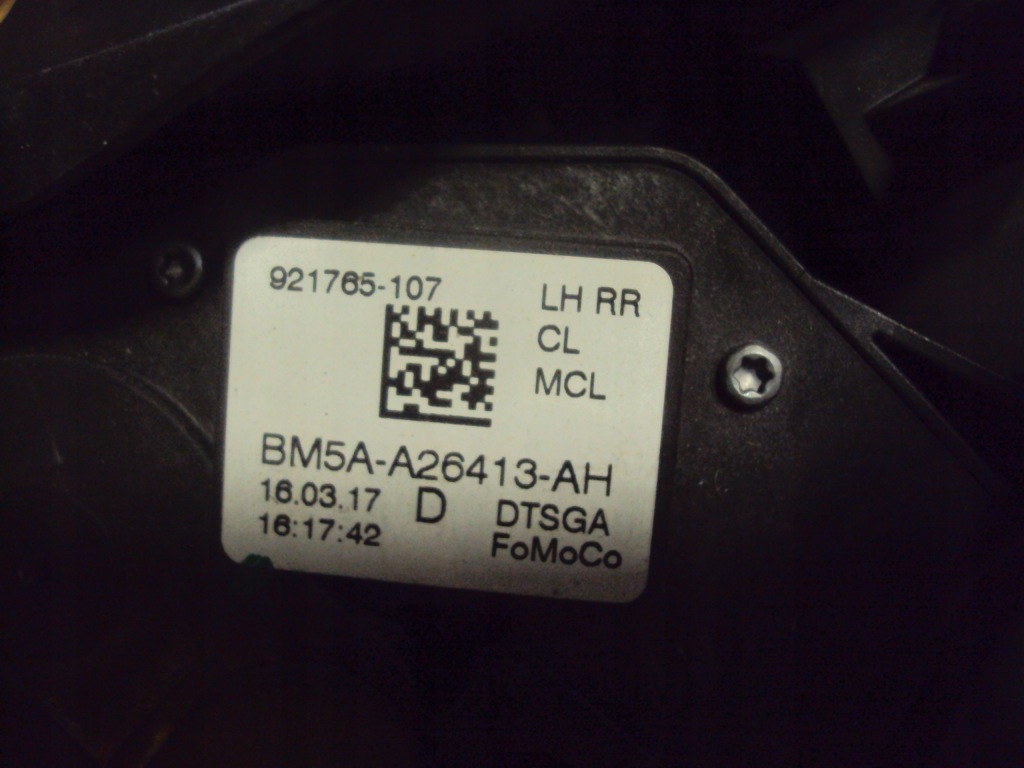 921765-107
LH RR
CL
MCL
BM5A-A26413-AH
16.03.17 D DTSGA
16:17:42 FoMoCo